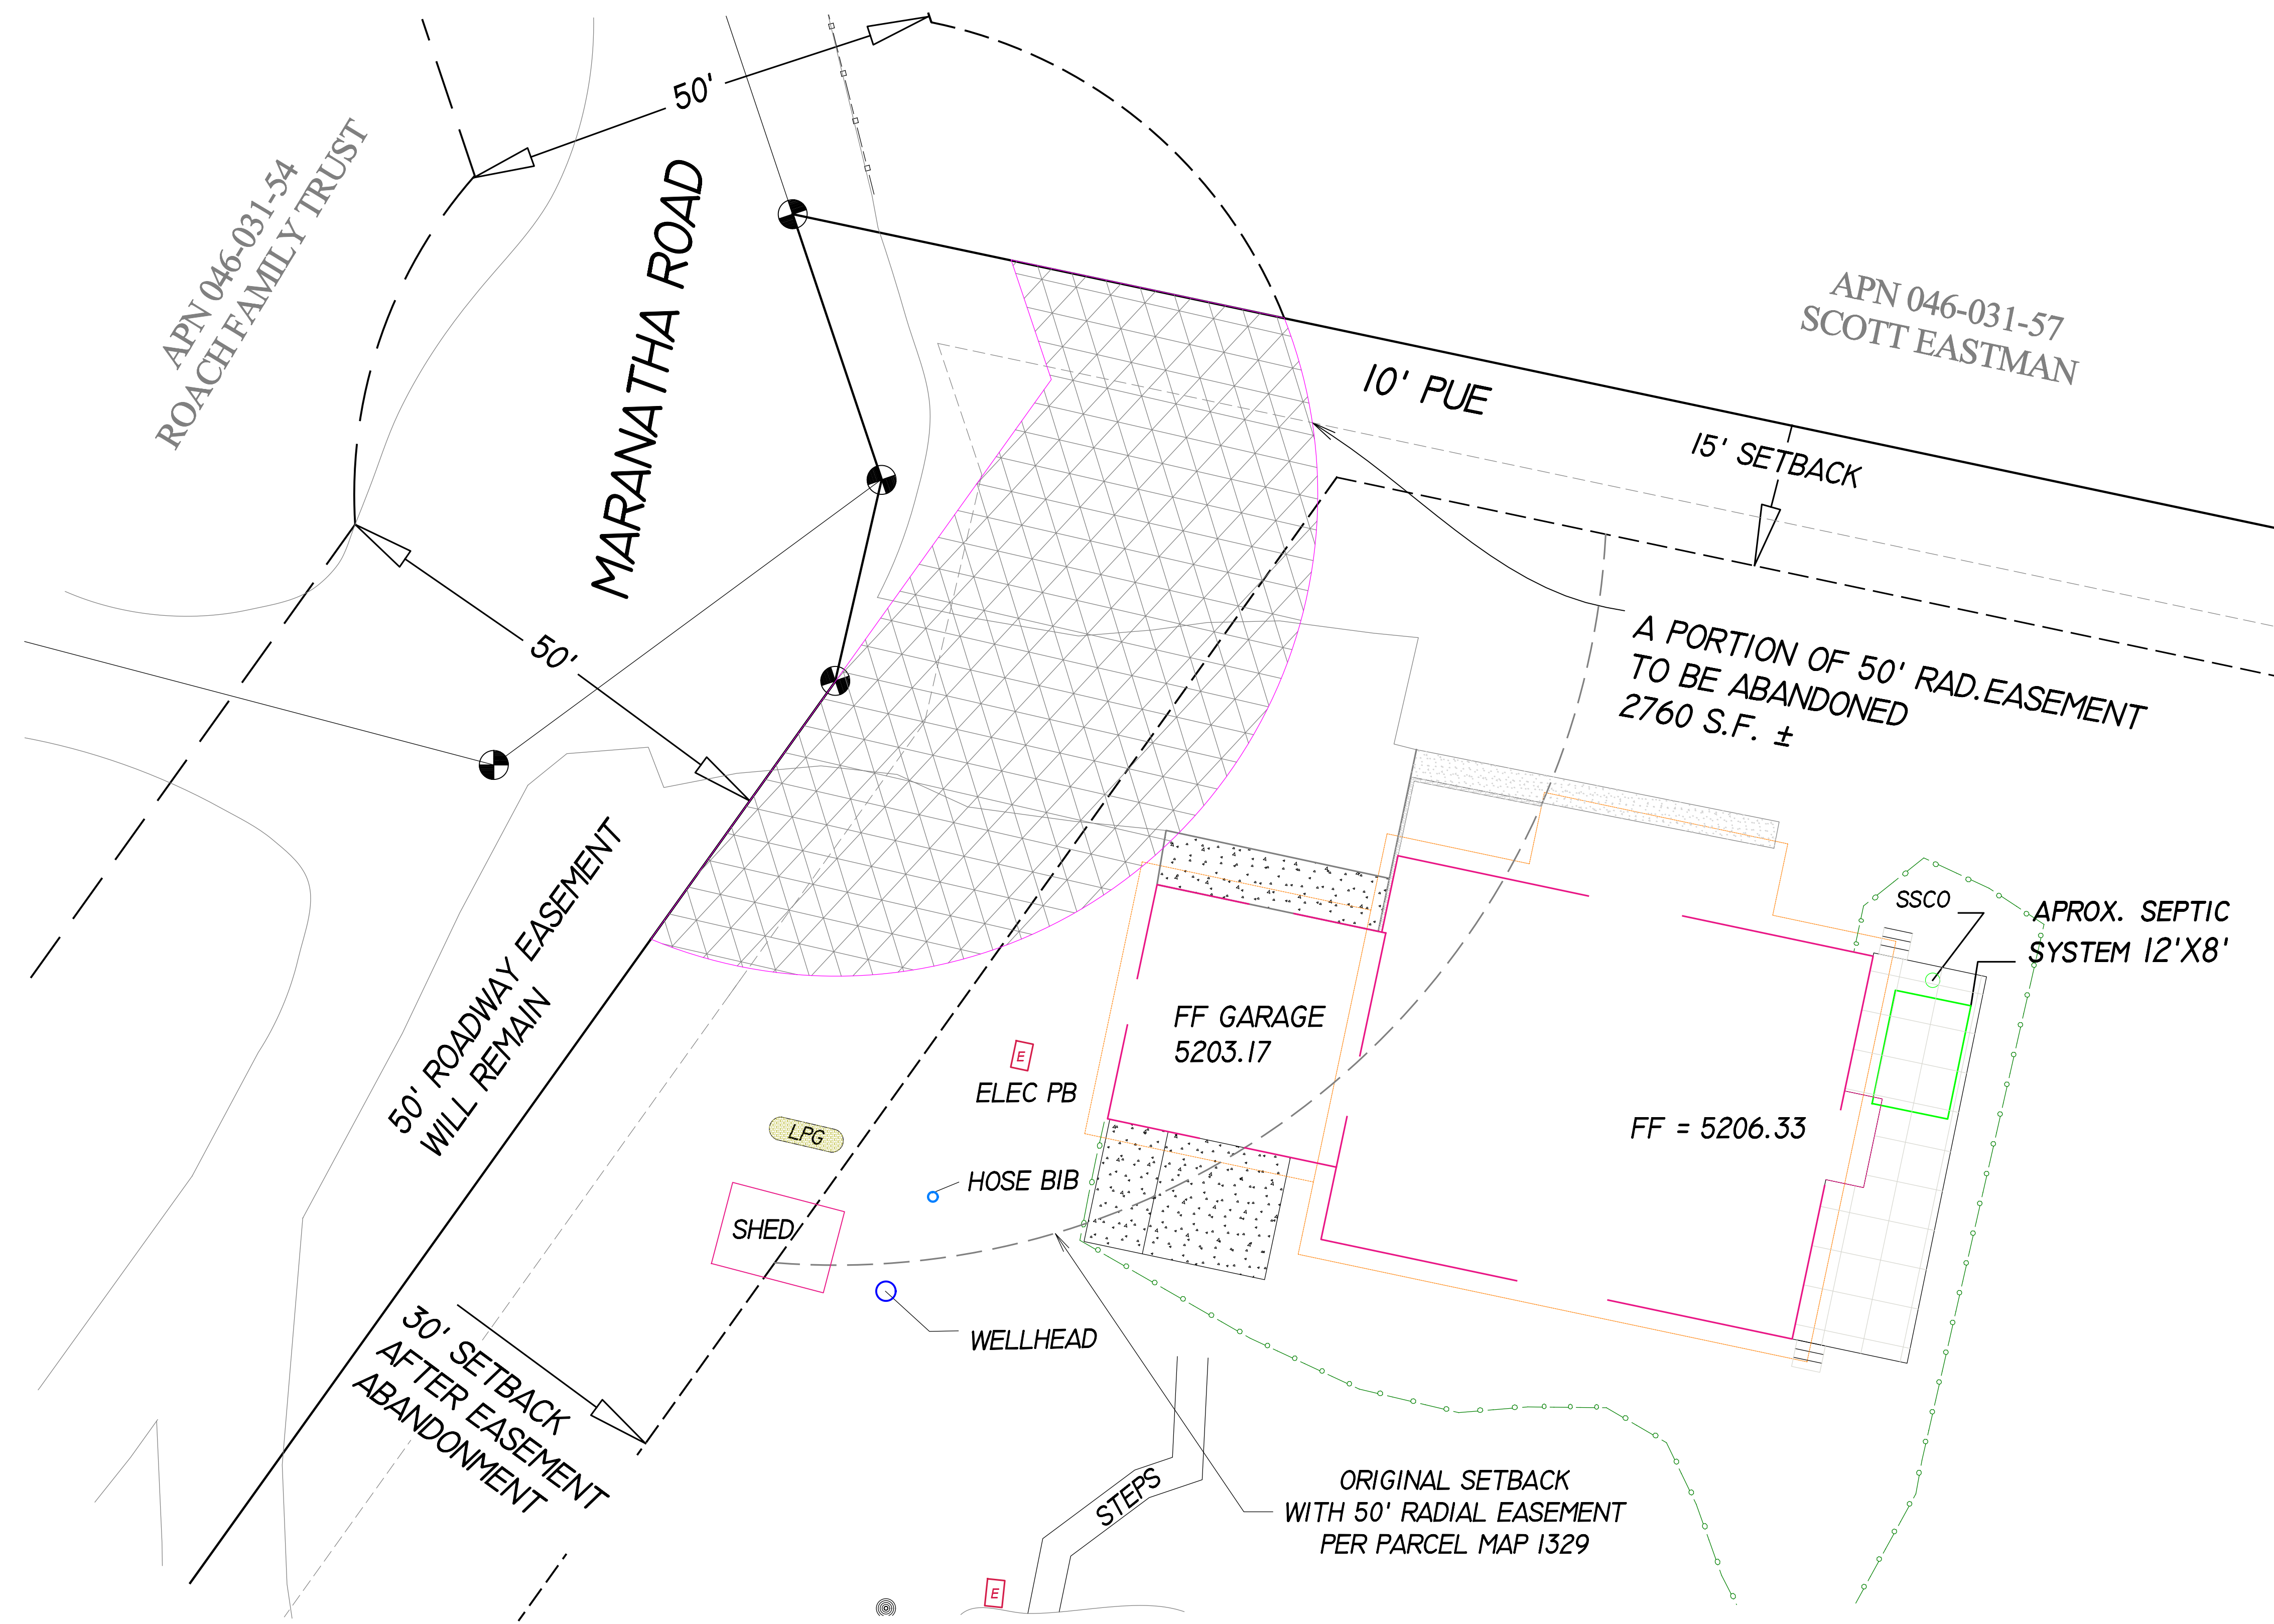 50'
APN 046-031-54
ROACH FAMILY TRUST
MARANATHA ROAD
APN 046-031-57
SCOTT EASTMAN
10' PUE
15' SETBACK
50'
A PORTION OF 50' RAD.EASEMENT
TO BE ABANDONED
2760 S.F. ±
50' ROADWAY EASEMENT
WILL REMAIN
SSCO
APROX. SEPTIC
SYSTEM 12'X8'
FF GARAGE
5203.17
E
ELEC PB
LPG
FF = 5206.33
HOSE BIB
SHED
WELLHEAD
30' SETBACK
AFTER EASEMENT
ABANDONMENT
STEPS
ORIGINAL SETBACK
WITH 50' RADIAL EASEMENT
PER PARCEL MAP 1329
E